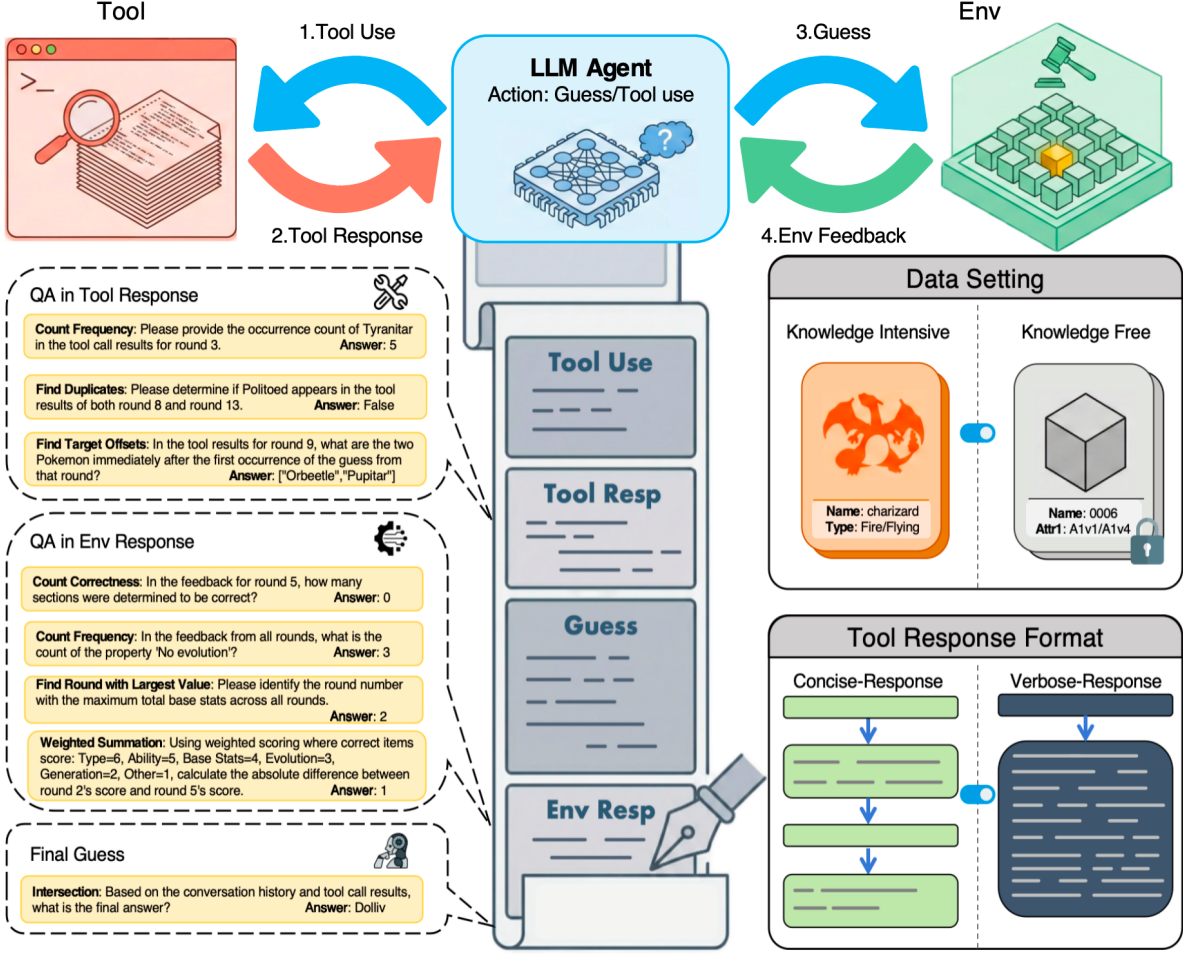 Tool
1.Tool Use
3.Guess
Env
LLM Agent
Action: Guess/Tool use
>_
?
2.Tool Response
4.Env Feedback
QA in Tool Response
Count Frequency: Please provide the occurrence count of Tyranitar
in the tool call results for round 3. Answer: 5
Find Duplicates: Please determine if Politoed appears in the tool
results of both round 8 and round 13. Answer: False
Find Target Offsets: In the tool results for round 9, what are the two
Pokemon immediately after the first occurrence of the guess from
that round? Answer: ["Orbeetle","Pupitar"]
QA in Env Response
Count Correctness: In the feedback for round 5, how many
sections were determined to be correct? Answer: 0
Count Frequency: In the feedback from all rounds, what is the
count of the property 'No evolution'? Answer: 3
Find Round with Largest Value: Please identify the round number
with the maximum total base stats across all rounds.
Answer: 2
Weighted Summation: Using weighted scoring where correct items
score: Type=6, Ability=5, Base Stats=4, Evolution=3,
Generation=2, Other=1, calculate the absolute difference between
round 2's score and round 5's score. Answer: 1
Final Guess
Intersection: Based on the conversation history and tool call results,
what is the final answer? Answer: Dolliv
Tool Use
Tool Resp
Guess
Env Resp
Data Setting
Knowledge Intensive
Knowledge Free
Name: charizard
Type: Fire/Flying
Name: 0006
Attr1: A1v1/A1v4
Tool Response Format
Concise-Response
Verbose-Response